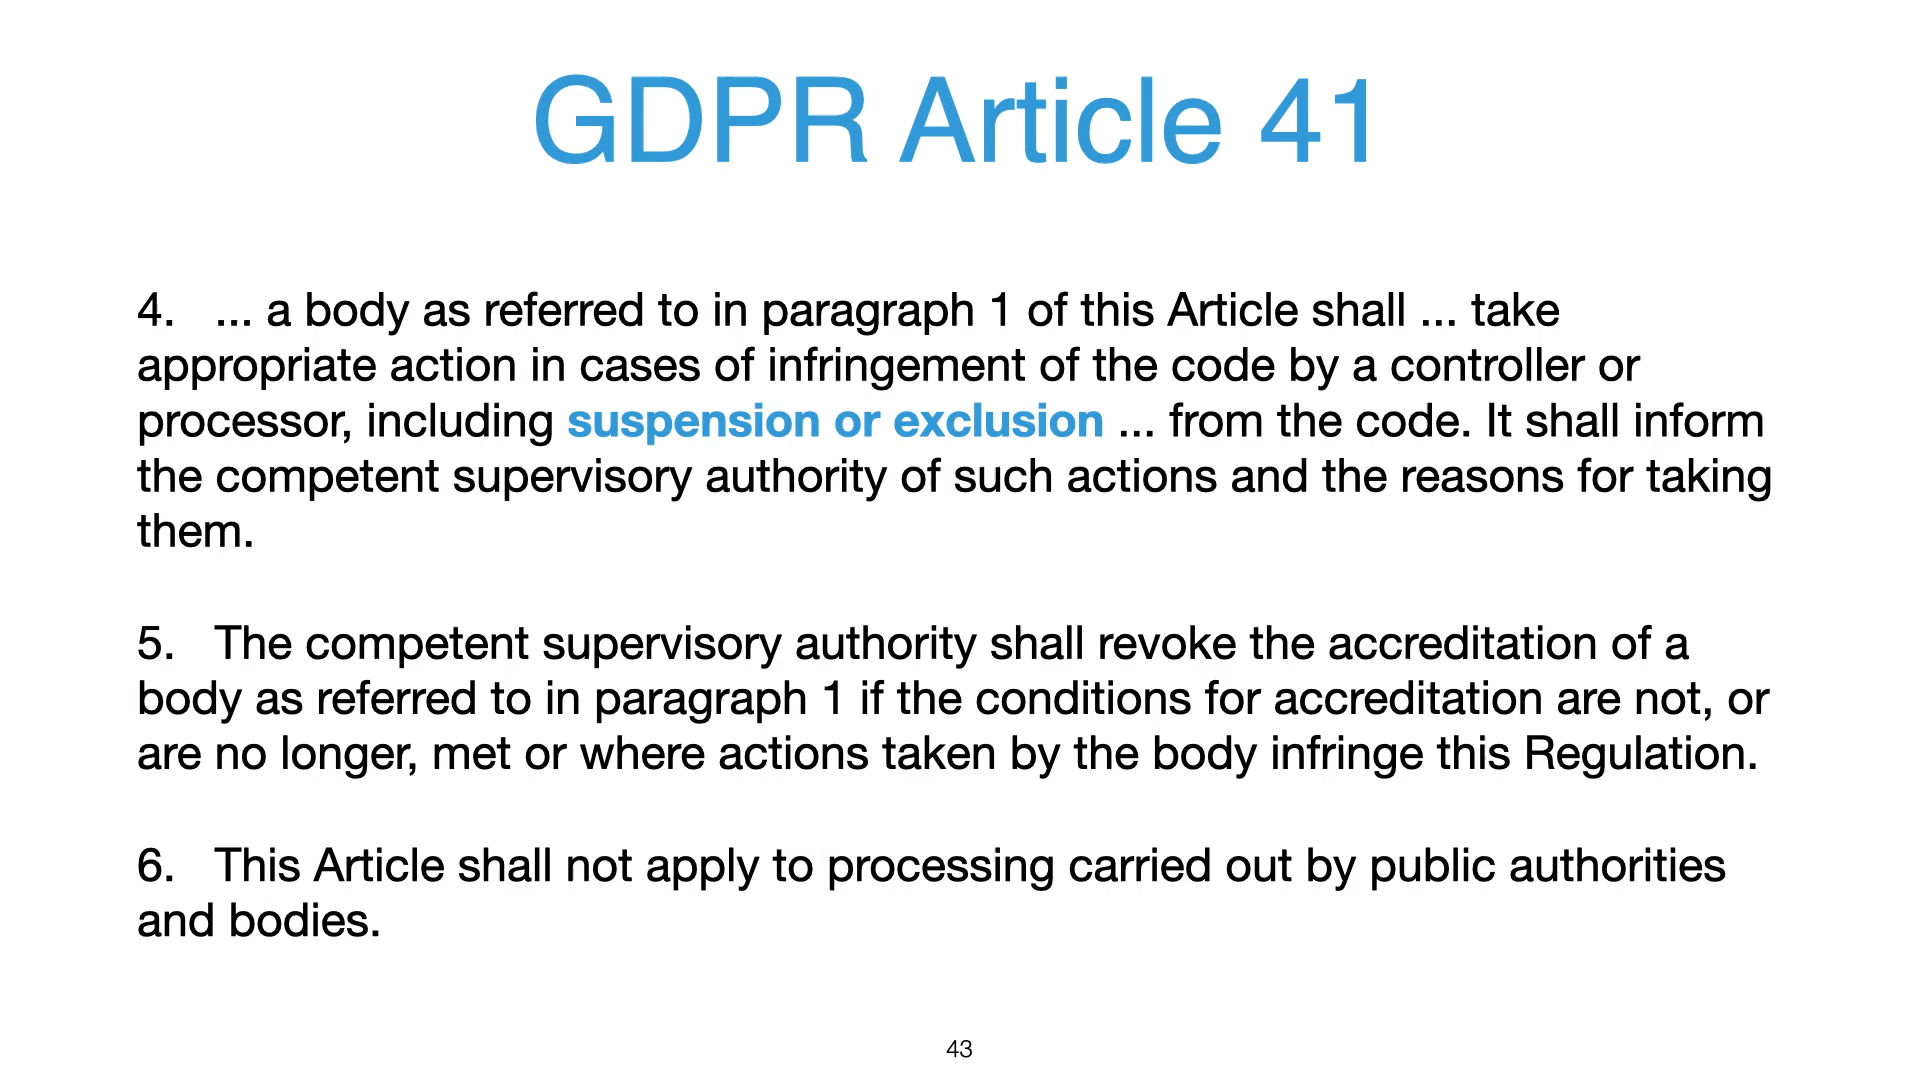 GDPR Article 41
4. ... a body as referred to in paragraph 1 of this Article shall ... take
appropriate action in cases of infringement of the code by a controller or
processor, including suspension or exclusion ... from the code. It shall inform
the competent supervisory authority of such actions and the reasons for taking
them.
5. The competent supervisory authority shall revoke the accreditation of a
body as referred to in paragraph 1 if the conditions for accreditation are not, or
are no longer, met or where actions taken by the body infringe this Regulation.
6. This Article shall not apply to processing carried out by public authorities
and bodies.
43